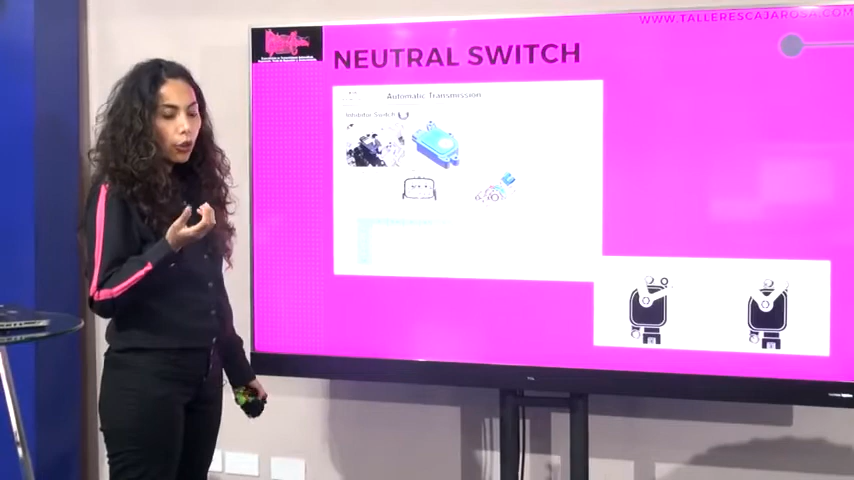 WWW.TALLERESCAJAROSA.COM
NEUTRAL SWITCH
Automatic Transmission
Inhibitor Switch